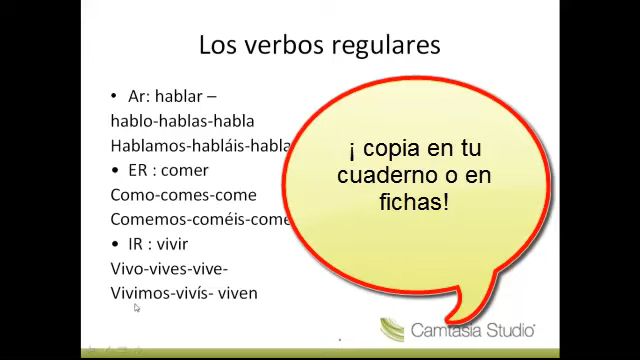 Los verbos regulares
• Ar: hablar –
hablo-hablas-habla
Hablamos-habláis-habla
• ER : comer
Como-comes-come
Comemos-coméis-come
• IR : vivir
Vivo-vives-vive-
Vivimos-vivís- viven
¡ copia en tu
cuaderno o en
fichas!
Camtasia Studio